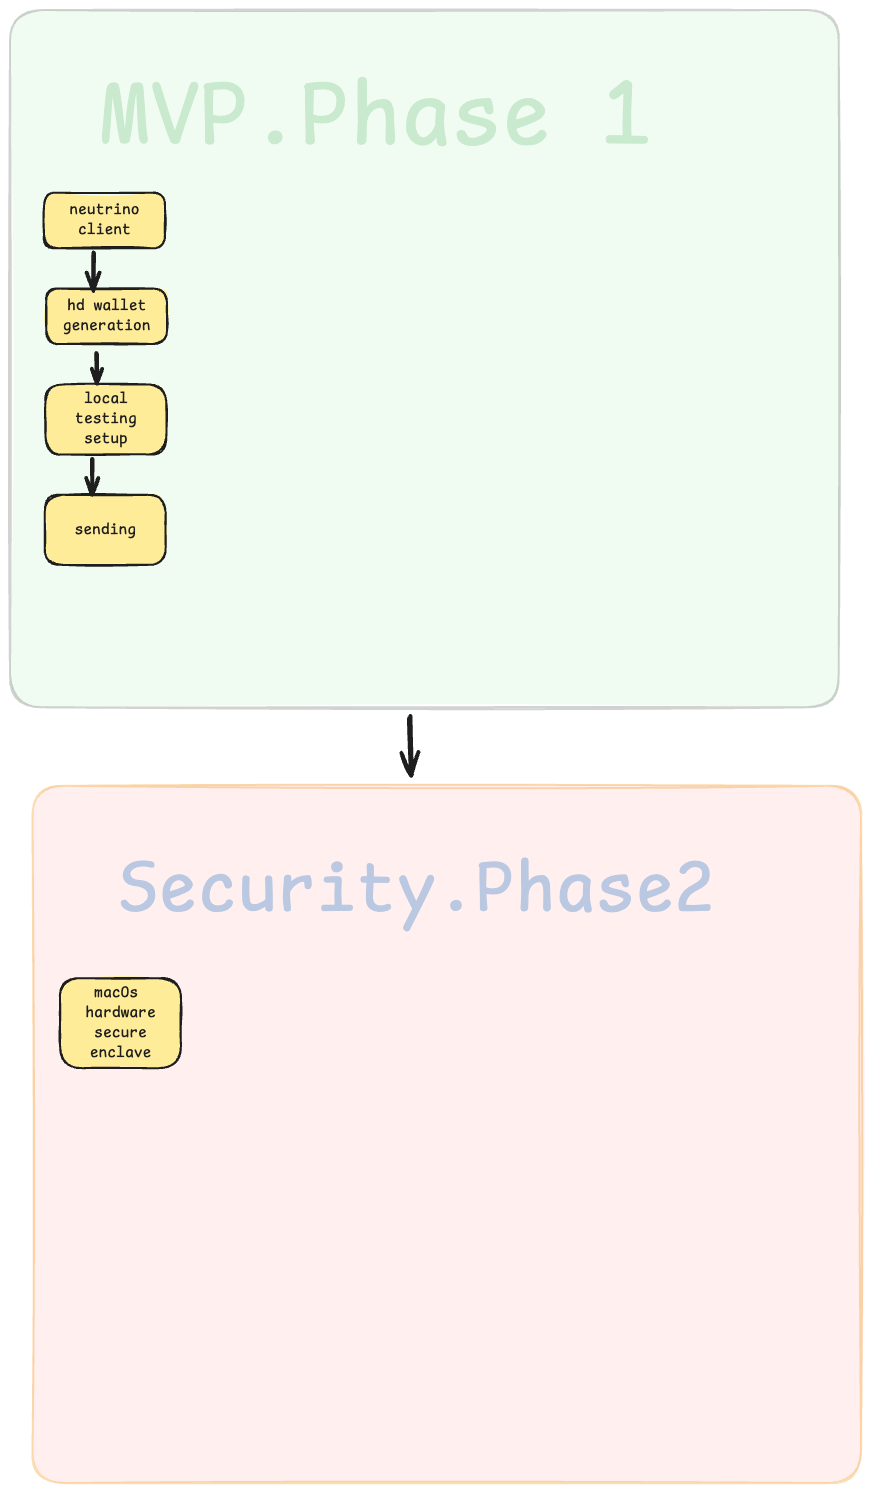 MVP.Phase 1
neutrino
client
hd wallet
generation
local
testing
setup
sending
Security.Phase2
macOs
hardware
secure
enclave